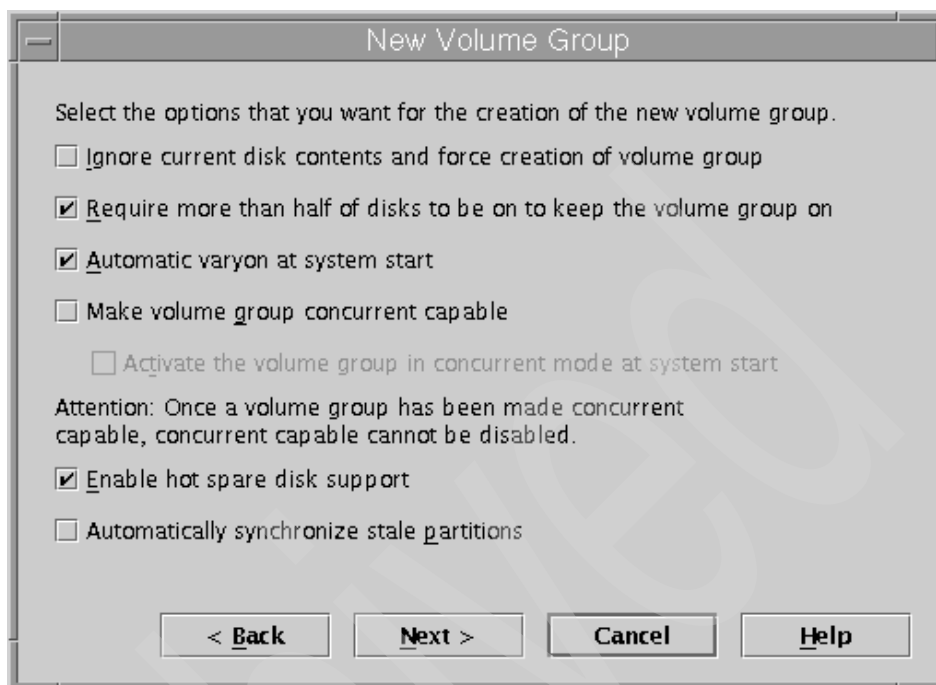 New Volume Group
Select the options that you want for the creation of the new volume group.
Ignore current disk contents and force creation of volume group
Require more than half of disks to be on to keep the volume group on
Automatic varyon at system start
Make volume group concurrent capable
Activate the volume group in concurrent mode at system start
Attention: Once a volume group has been made concurrent
capable, concurrent capable cannot be disabled.
Enable hot spare disk support
Automatically synchronize stale partitions
< Back Next > Cancel Help